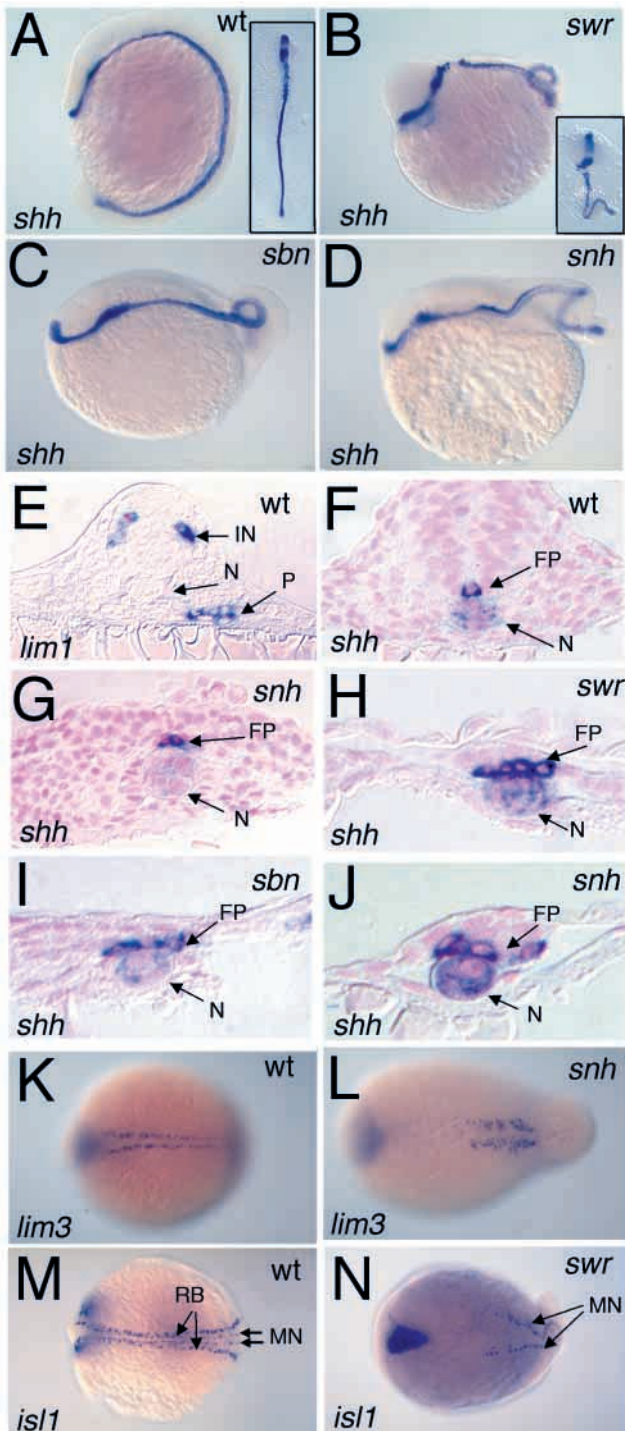 A wt
shh
B swr
shh
C sbn
shh
D snh
shh
E wt
IN
N
P
lim1
F wt
FP
N
shh
G snh
FP
N
shh
H swr
FP
N
shh
I sbn
FP
N
shh
J snh
FP
N
shh
K wt
lim3
L snh
lim3
M wt
RB
MN
isl1
N swr
MN
isl1